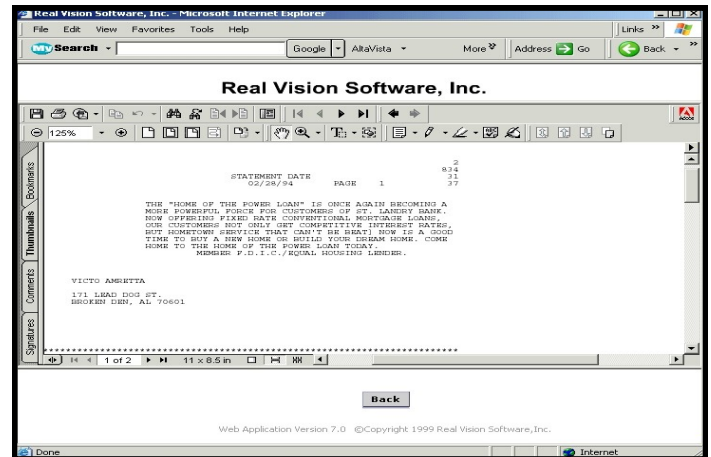 Real Vision Software, Inc. - Microsoft Internet Explorer
File Edit View Favorites Tools Help Links »
my Search Google AltaVista More » Address Go Back »
Real Vision Software, Inc.
125%
Adobe
Bookmarks
Thumbnails
Comments
Signatures
2
834
STATEMENT DATE 31
02/28/94 PAGE 1 37
THE "HOME OF THE POWER LOAN" IS ONCE AGAIN BECOMING A
MORE POWERFUL FORCE FOR CUSTOMERS OF ST. LANDRY BANK.
NOW OFFERING FIXED RATE CONVENTIONAL MORTGAGE LOANS,
OUR CUSTOMERS NOT ONLY GET COMPETITIVE INTEREST RATES,
BUT HOMETOWN SERVICE THAT CAN'T BE BEAT] NOW IS A GOOD
TIME TO BUY A NEW HOME OR BUILD YOUR DREAM HOME. COME
HOME TO THE HOME OF THE POWER LOAN TODAY.
MEMBER F.D.I.C./EQUAL HOUSING LENDER.
VICTO AMRETTA
171 LEAD DOG ST.
BROKEN DEN, AL 70601
1 of 2 11 x 8.5 in
Back
Web Application Version 7.0 ©Copyright 1999 Real Vision Software,Inc.
Done Internet